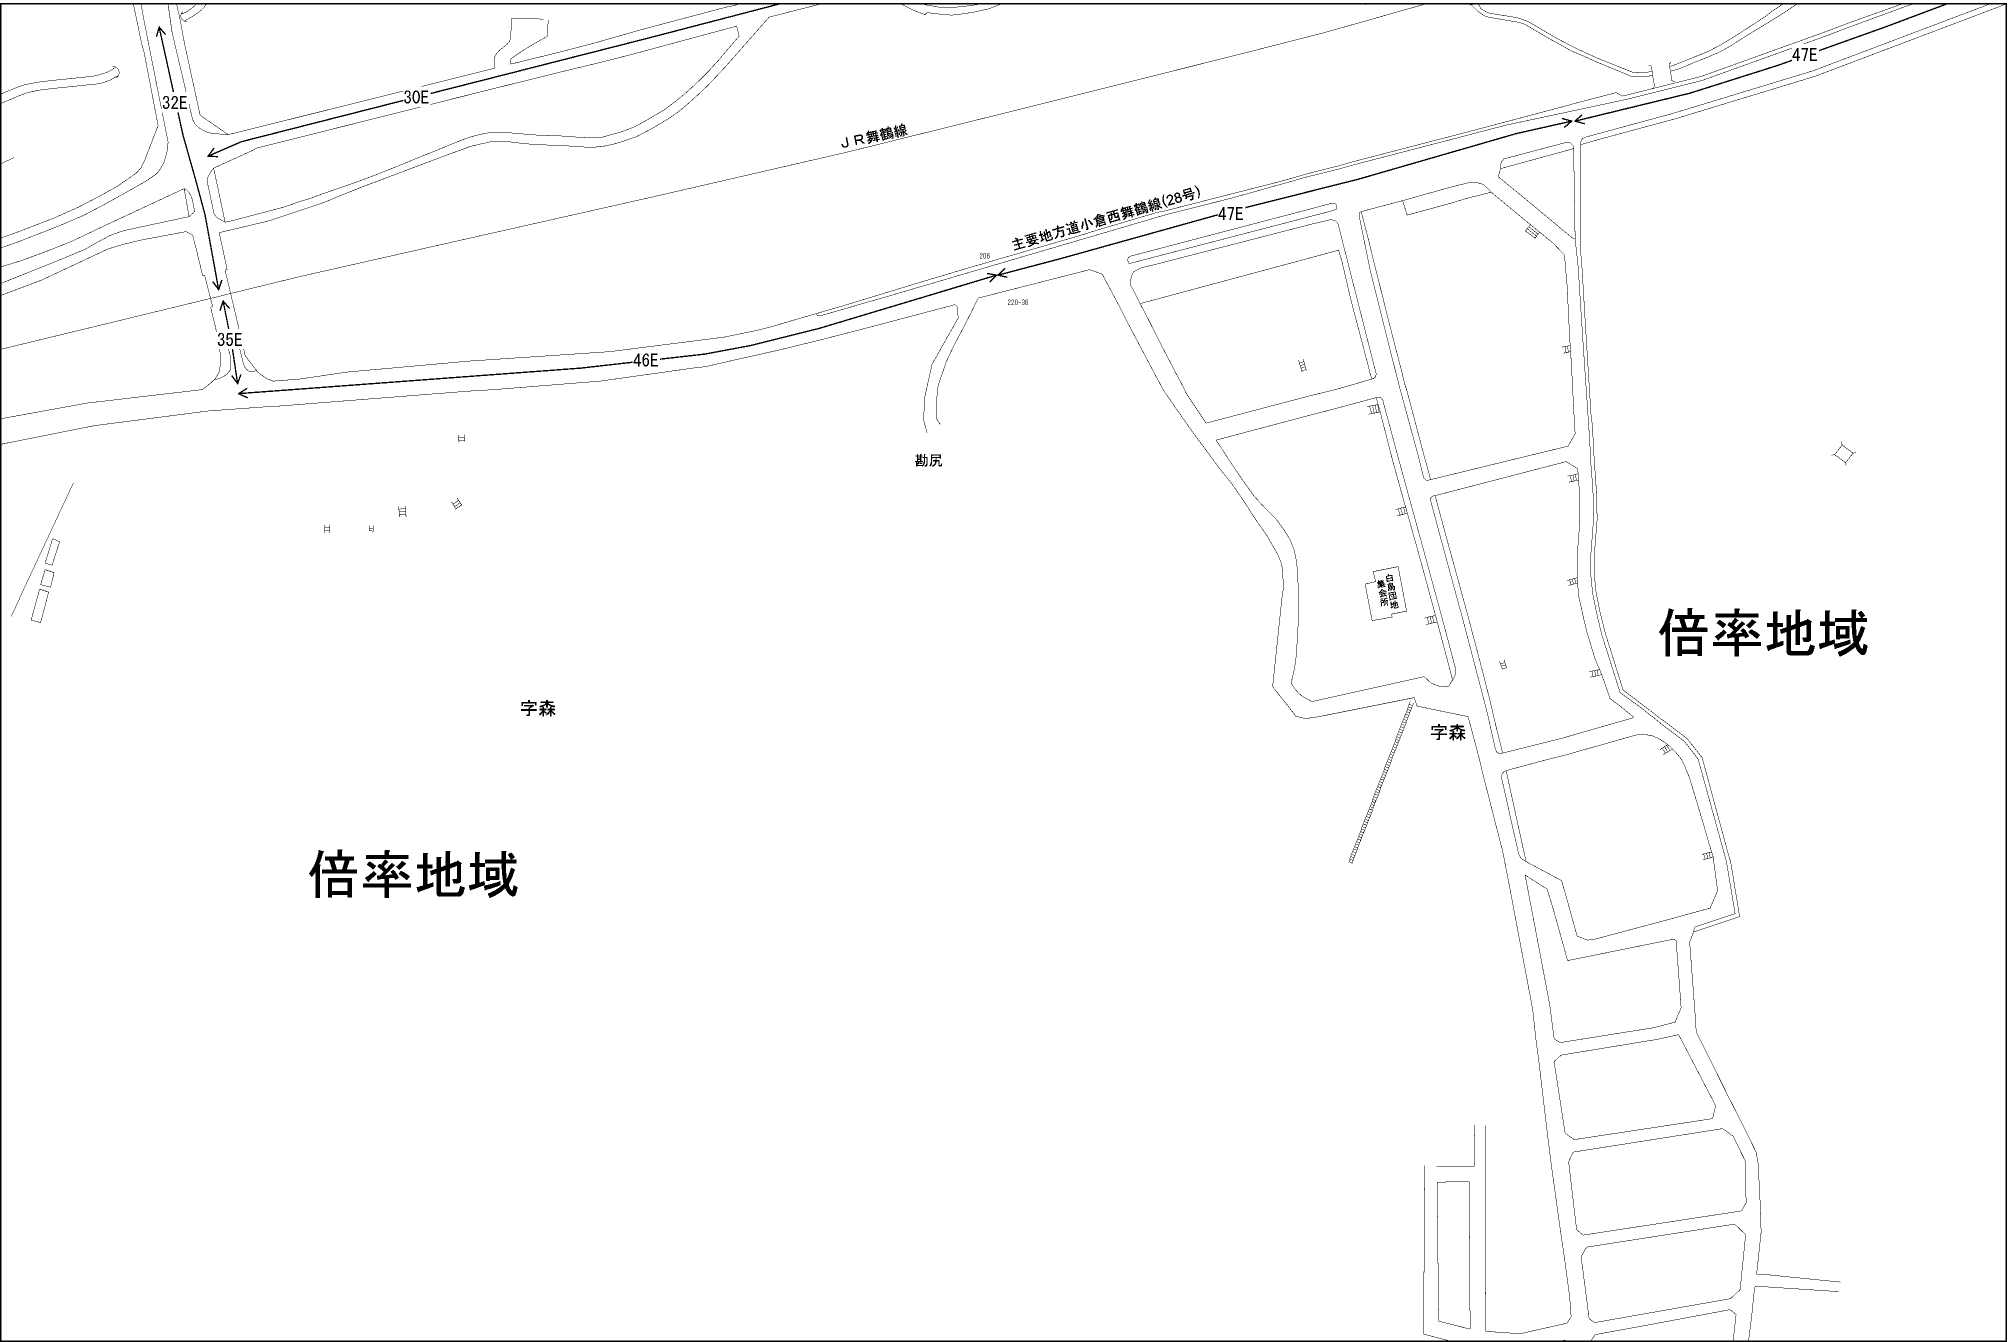 47E
32E
30E
ＪＲ舞鶴線
主要地方道小倉西舞鶴線(28号)
47E
206
220-36
35E
46E
勘尻
白鳥団地
集会所
倍率地域
字森
字森
倍率地域